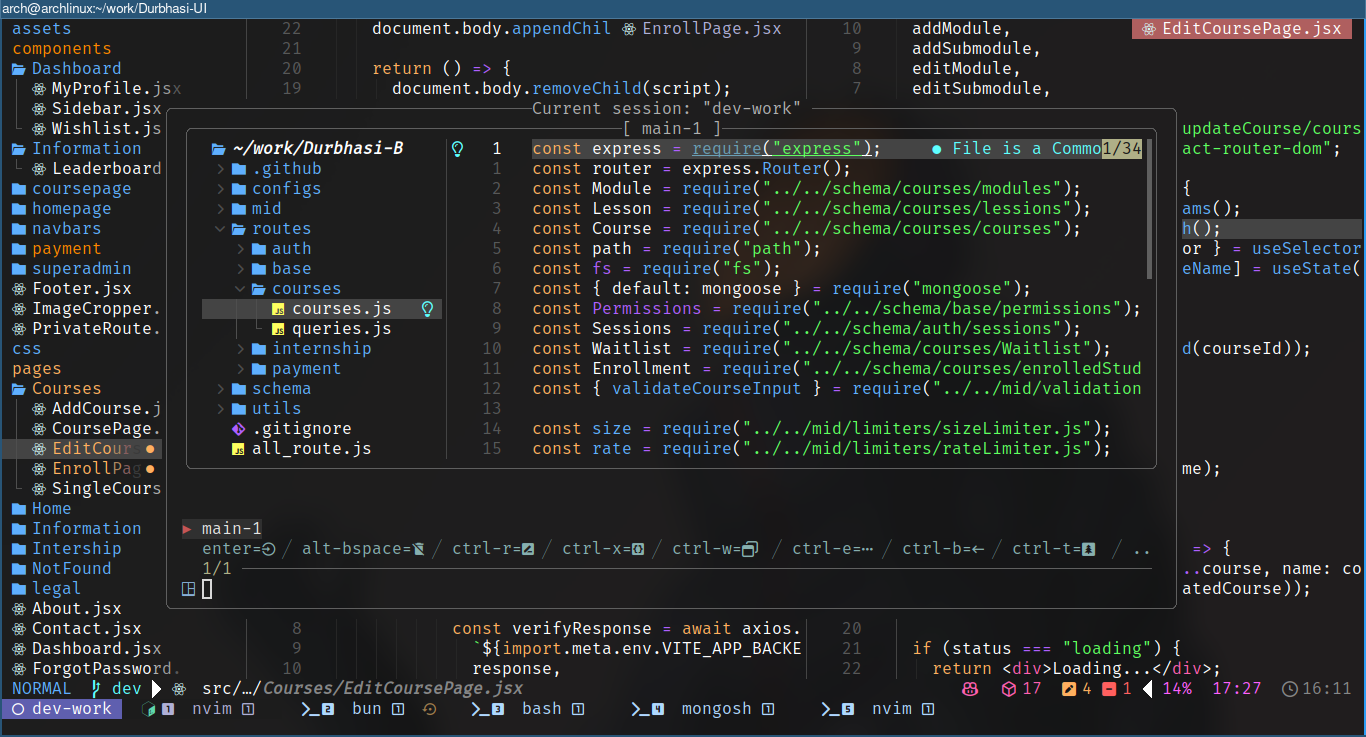 arch@archlinux:~/work/Durbhasi-UI
assets
components
Dashboard
MyProfile.jsx
Sidebar.jsx
Wishlist.js
Information
Leaderboard
coursepage
homepage
navbars
payment
superadmin
Footer.jsx
ImageCropper.
PrivateRoute.
css
pages
Courses
AddCourse.j
CoursePage.
EditCour
EnrollPag
SingleCours
Home
Information
Intership
NotFound
legal
About.jsx
Contact.jsx
Dashboard.jsx
ForgotPassword.
22 document.body.appendChil EnrollPage.jsx
21
20 return () => {
19 document.body.removeChild(script);
10 addModule, EditCoursePage.jsx
9 addSubmodule,
8 editModule,
7 editSubmodule,
Current session: "dev-work"
[ main-1 ]
~/work/Durbhasi-B
.github
configs
mid
routes
auth
base
courses
courses.js
queries.js
internship
payment
schema
utils
.gitignore
all_route.js
1 const express = require("express"); ● File is a Commo1/34
1 const router = express.Router();
2 const Module = require("../../schema/courses/modules");
3 const Lesson = require("../../schema/courses/lessions");
4 const Course = require("../../schema/courses/courses");
5 const path = require("path");
6 const fs = require("fs");
7 const { default: mongoose } = require("mongoose");
8 const Permissions = require("../../schema/base/permissions");
9 const Sessions = require("../../schema/auth/sessions");
10 const Waitlist = require("../../schema/courses/Waitlist");
11 const Enrollment = require("../../schema/courses/enrolledStud
12 const { validateCourseInput } = require("../../mid/validation
13
14 const size = require("../../mid/limiters/sizeLimiter.js");
15 const rate = require("../../mid/limiters/rateLimiter.js");
main-1
enter= / alt-bspace= / ctrl-r= / ctrl-x= / ctrl-w= / ctrl-e=⋯ / ctrl-b=← / ctrl-t= / ..
1/1
updateCourse/cours
act-router-dom";
{
ams();
h();
or } = useSelector
eName] = useState(
d(courseId));
me);
=> {
..course, name: co
atedCourse));
8 const verifyResponse = await axios.
9 `${import.meta.env.VITE_APP_BACKE
10 response,
20
21 if (status === "loading") {
22 return <div>Loading...</div>;
NORMAL dev src/…/Courses/EditCoursePage.jsx 17 4 1 14% 17:27 16:11
dev-work 1 nvim 1 2 bun 1 3 bash 1 4 mongosh 1 5 nvim 1